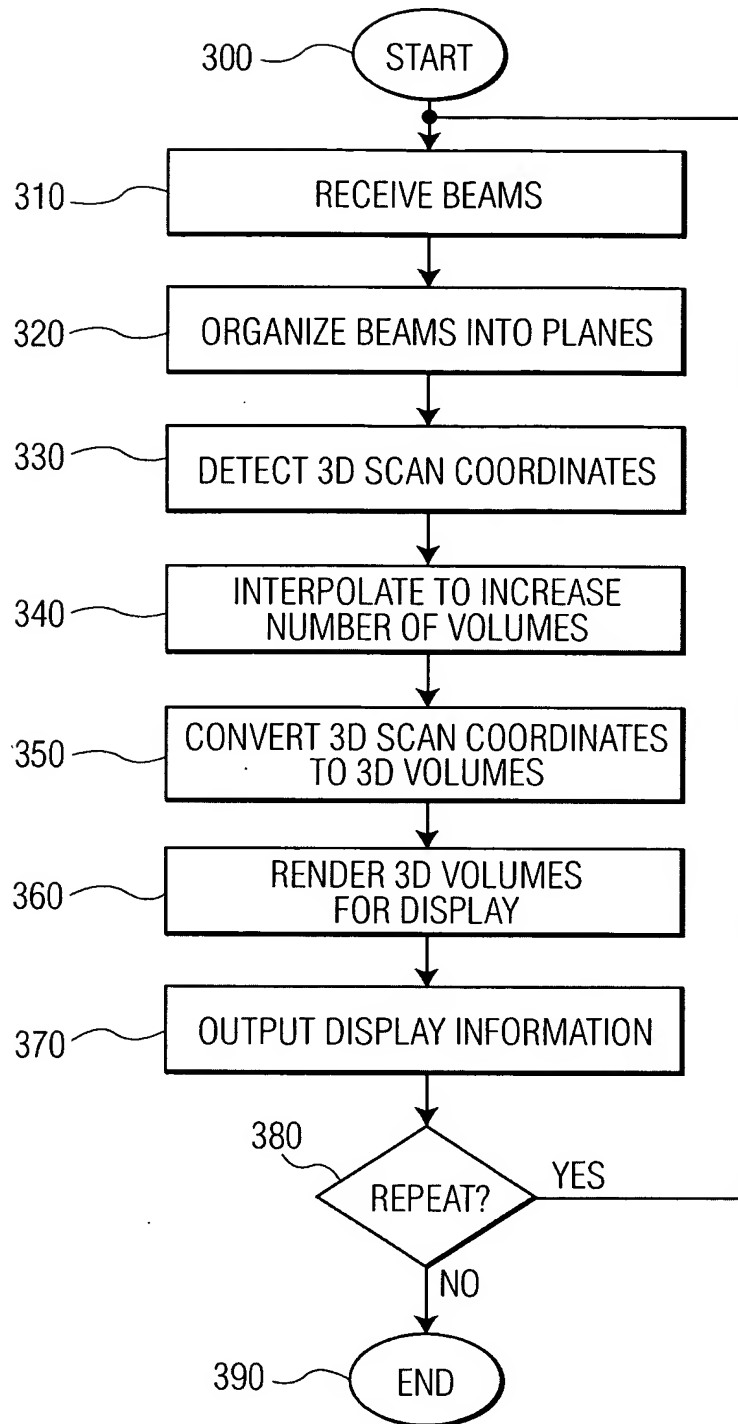 300
START
310
RECEIVE BEAMS
320
ORGANIZE BEAMS INTO PLANES
330
DETECT 3D SCAN COORDINATES
340
INTERPOLATE TO INCREASE
NUMBER OF VOLUMES
350
CONVERT 3D SCAN COORDINATES
TO 3D VOLUMES
360
RENDER 3D VOLUMES
FOR DISPLAY
370
OUTPUT DISPLAY INFORMATION
380
REPEAT?
YES
NO
390
END